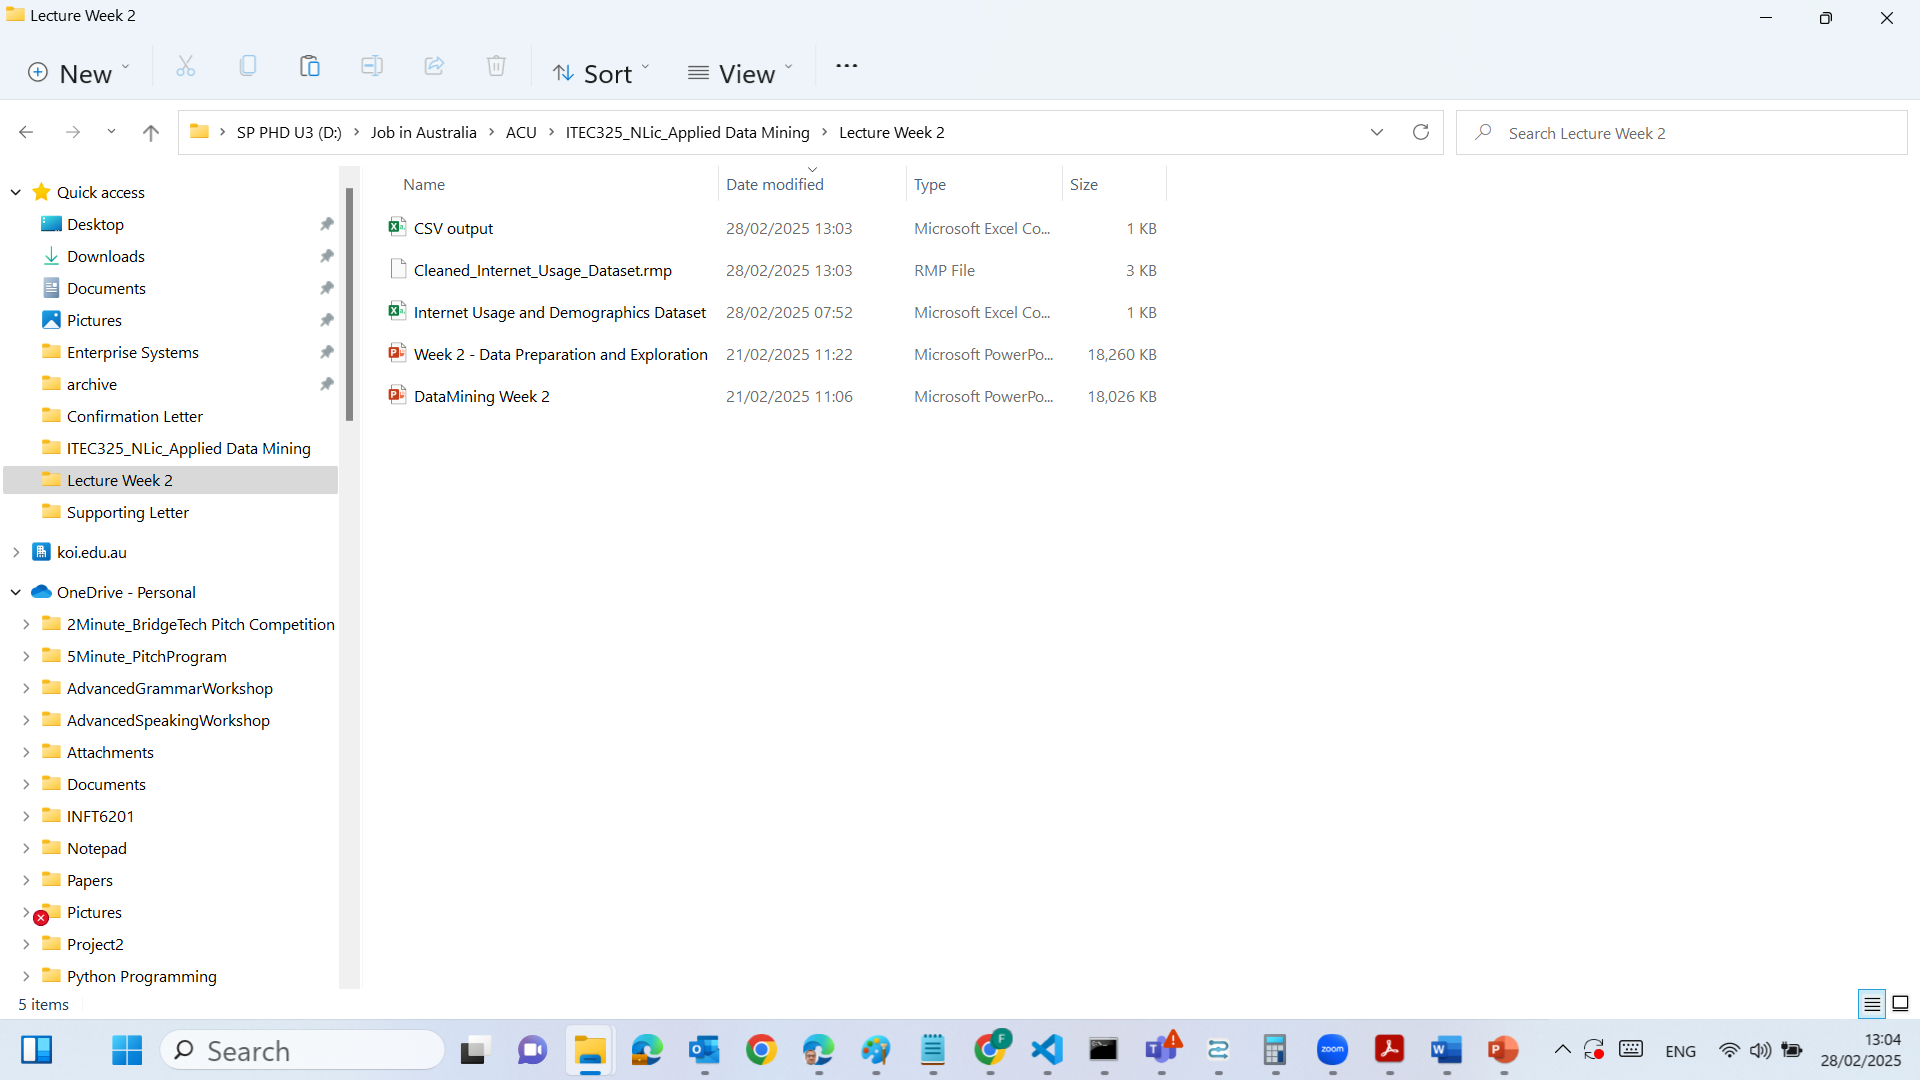 Lecture Week 2
New
Sort
View
SP PHD U3 (D:) > Job in Australia > ACU > ITEC325_NLic_Applied Data Mining > Lecture Week 2
Search Lecture Week 2
Name Date modified Type Size
CSV output 28/02/2025 13:03 Microsoft Excel Co... 1 KB
Cleaned_Internet_Usage_Dataset.rmp 28/02/2025 13:03 RMP File 3 KB
Internet Usage and Demographics Dataset 28/02/2025 07:52 Microsoft Excel Co... 1 KB
Week 2 - Data Preparation and Exploration 21/02/2025 11:22 Microsoft PowerPo... 18,260 KB
DataMining Week 2 21/02/2025 11:06 Microsoft PowerPo... 18,026 KB
Quick access
Desktop
Downloads
Documents
Pictures
Enterprise Systems
archive
Confirmation Letter
ITEC325_NLic_Applied Data Mining
Lecture Week 2
Supporting Letter
koi.edu.au
OneDrive - Personal
2Minute_BridgeTech Pitch Competition
5Minute_PitchProgram
AdvancedGrammarWorkshop
AdvancedSpeakingWorkshop
Attachments
Documents
INFT6201
Notepad
Papers
Pictures
Project2
Python Programming
5 items
Search
F
zoom
ENG
13:04
28/02/2025